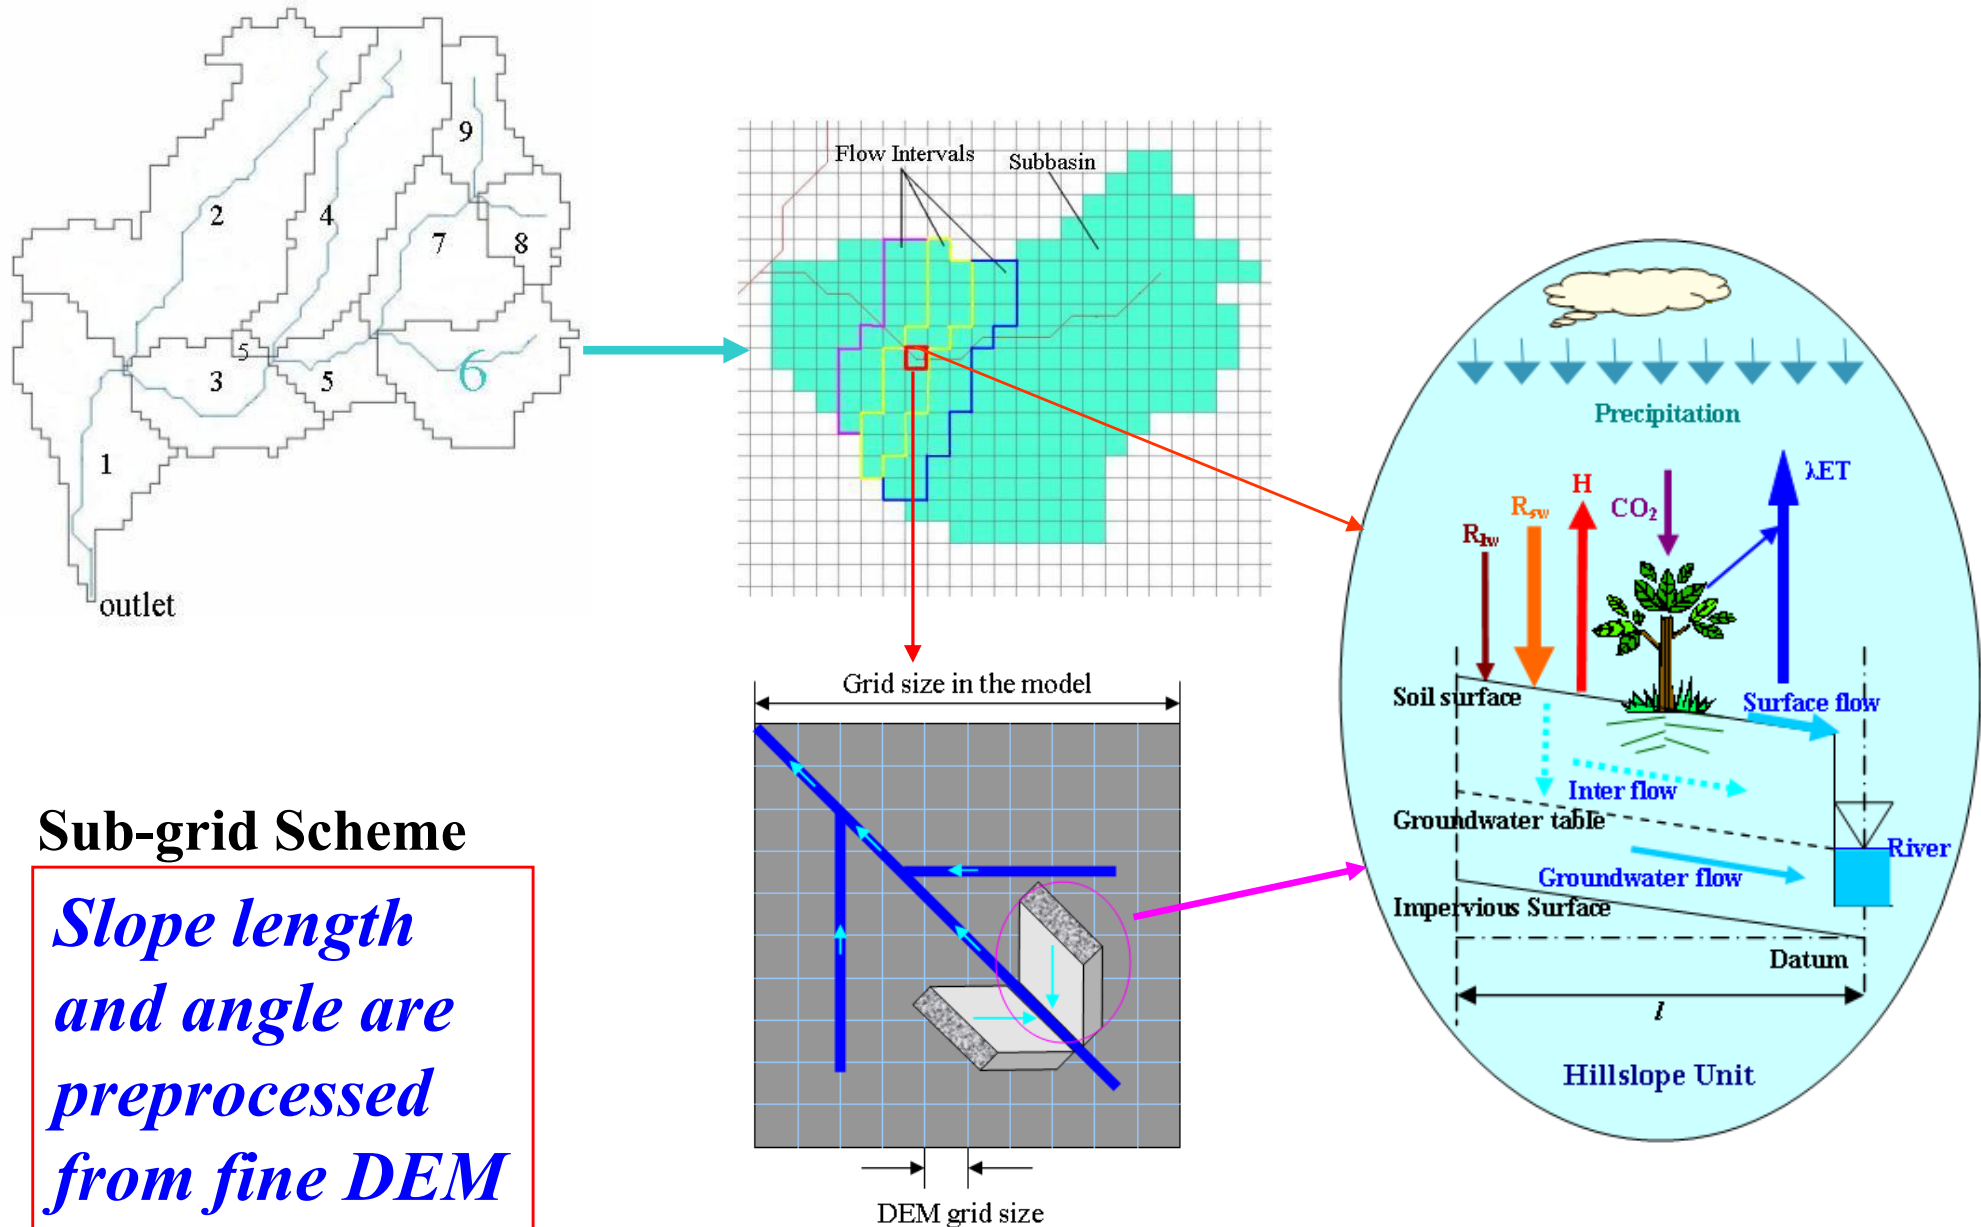 9
2
4
7
8
5
3
5
6
1
outlet
Flow Intervals
Subbasin
Precipitation
λET
H
CO₂
R_sw
R_lw
Soil surface
Surface flow
Inter flow
Groundwater table
River
Groundwater flow
Impervious Surface
Datum
l
Hillslope Unit
Grid size in the model
DEM grid size
Sub-grid Scheme
Slope length
and angle are
preprocessed
from fine DEM